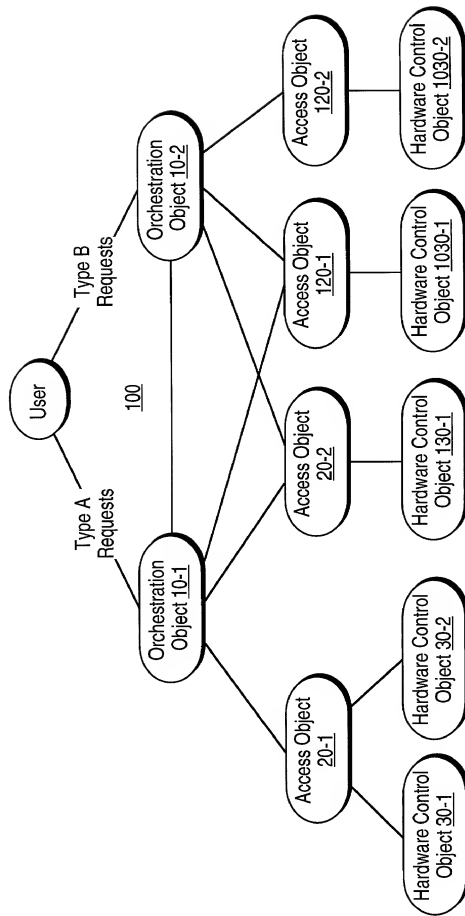 User
Type A
Requests
Type B
Requests
100
Orchestration
Object 10-1
Orchestration
Object 10-2
Access Object
20-1
Access Object
20-2
Access Object
120-1
Access Object
120-2
Hardware Control
Object 30-1
Hardware Control
Object 30-2
Hardware Control
Object 130-1
Hardware Control
Object 1030-1
Hardware Control
Object 1030-2